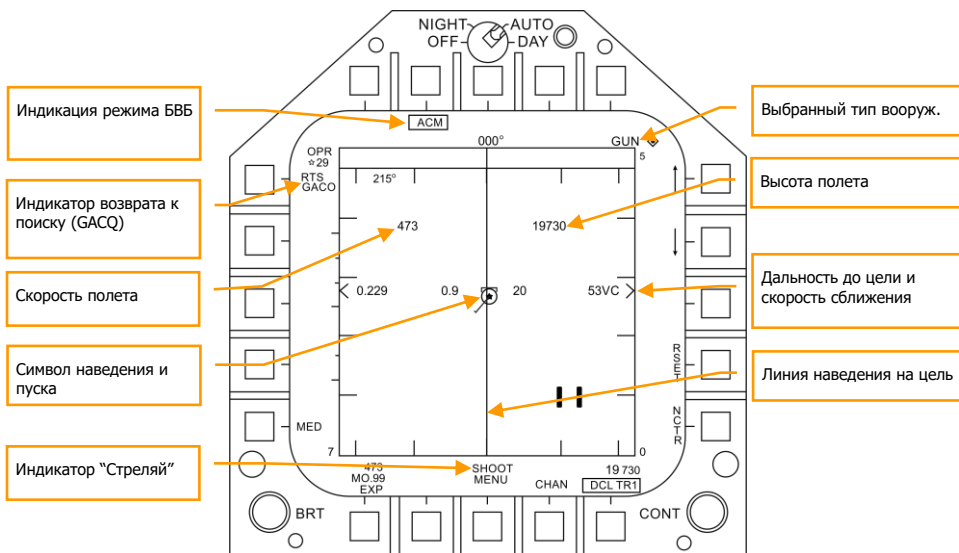 NIGHT AUTO
OFF DAY
Индикация режима БВБ
Индикатор возврата к
поиску (GACQ)
Скорость полета
Символ наведения и
пуска
Индикатор "Стреляй"
ACM
000°
GUN
OPR
☆29
RTS
GACO
215°
5
473
19730
0.229
0.9
20
53VC
RSET
NCTR
MED
7
0
473
M0.99
EXP
SHOOT
MENU
CHAN
19 730
DCL TR1
BRT
CONT
Выбранный тип вооруж.
Высота полета
Дальность до цели и
скорость сближения
Линия наведения на цель